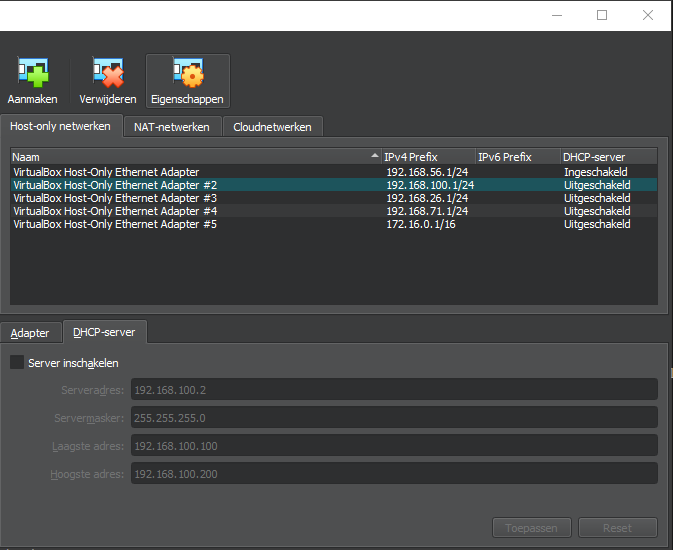 Aanmaken Verwijderen Eigenschappen
Host-only netwerken NAT-netwerken Cloudnetwerken
Naam IPv4 Prefix IPv6 Prefix DHCP-server
VirtualBox Host-Only Ethernet Adapter 192.168.56.1/24 Ingeschakeld
VirtualBox Host-Only Ethernet Adapter #2 192.168.100.1/24 Uitgeschakeld
VirtualBox Host-Only Ethernet Adapter #3 192.168.26.1/24 Uitgeschakeld
VirtualBox Host-Only Ethernet Adapter #4 192.168.71.1/24 Uitgeschakeld
VirtualBox Host-Only Ethernet Adapter #5 172.16.0.1/16 Uitgeschakeld
Adapter DHCP-server
Server inschakelen
Serveradres: 192.168.100.2
Servermasker: 255.255.255.0
Laagste adres: 192.168.100.100
Hoogste adres: 192.168.100.200
Toepassen Reset